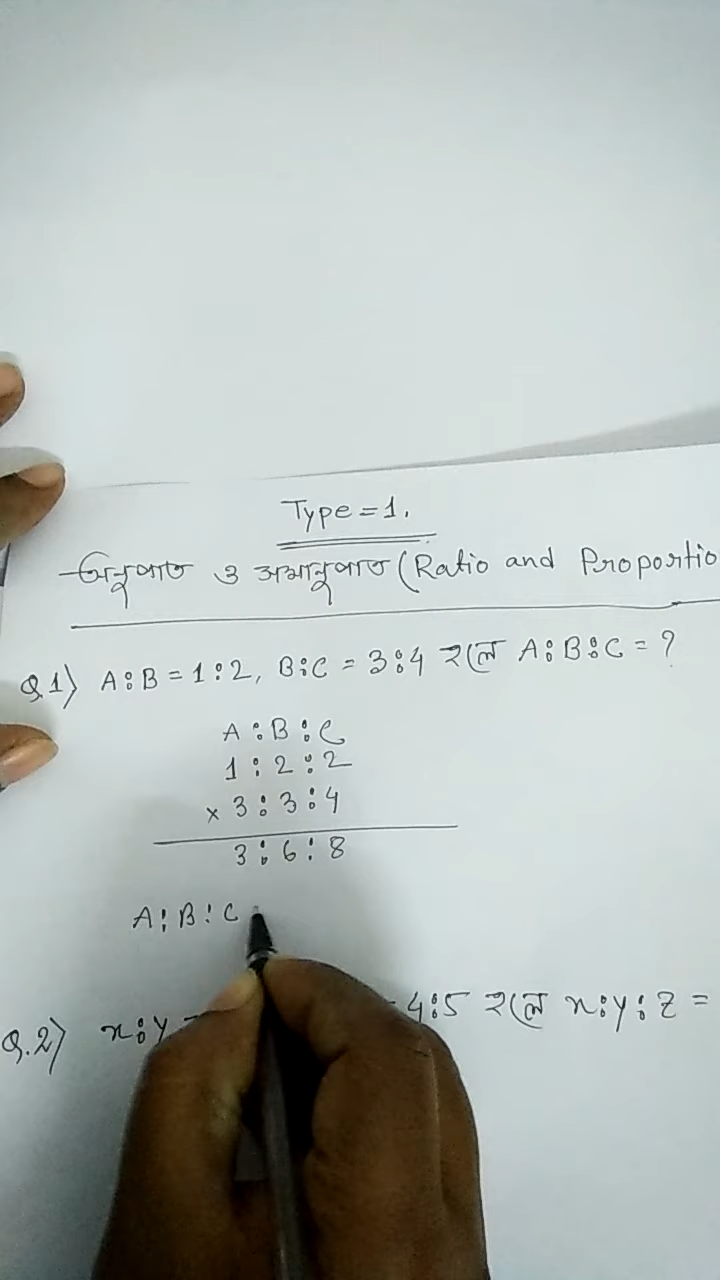 Type = 1.
অনুপাত ও সমানুপাত (Ratio and Proportio
Q.1) A:B = 1:2, B:C = 3:4 হলে A:B:C = ?
A : B : C
1 : 2 : 2
× 3 : 3 : 4
3 : 6 : 8
A : B : C
Q.2) x:y = 4:5 হলে x:y:z =